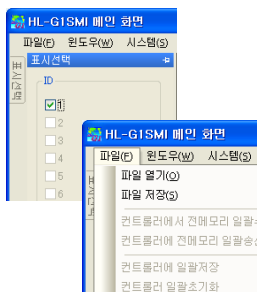 HL-G1SMI 메인 화면
파일(F) 윈도우(W) 시스템(S)
표시선택
표시선택
ID
1
2
3
4
5
6
HL-G1SMI 메인 화면
파일(F) 윈도우(W) 시스템(S)
파일 열기(O)
파일 저장(S)
컨트롤러에서 전메모리 일괄
컨트롤러에 전메모리 일괄송
컨트롤러에 일괄저장
컨트롤러 일괄초기화